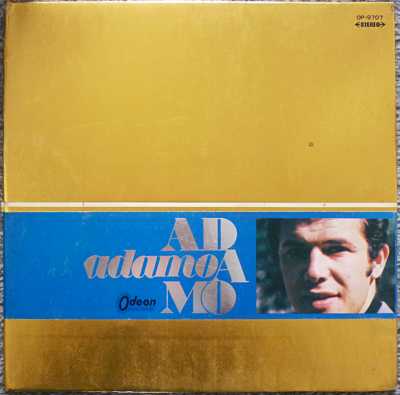 OP-9707
STEREO
AD
adamo A
MO
Odeon